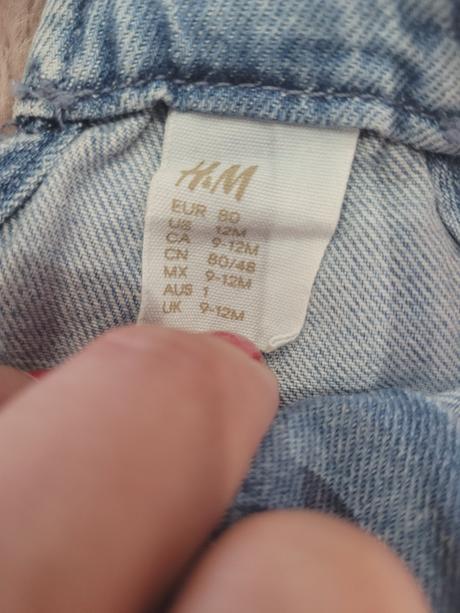 H&M
EUR 80
US 12M
CA 9-12M
CN 80/48
MX 9-12M
AUS 1
UK 9-12M